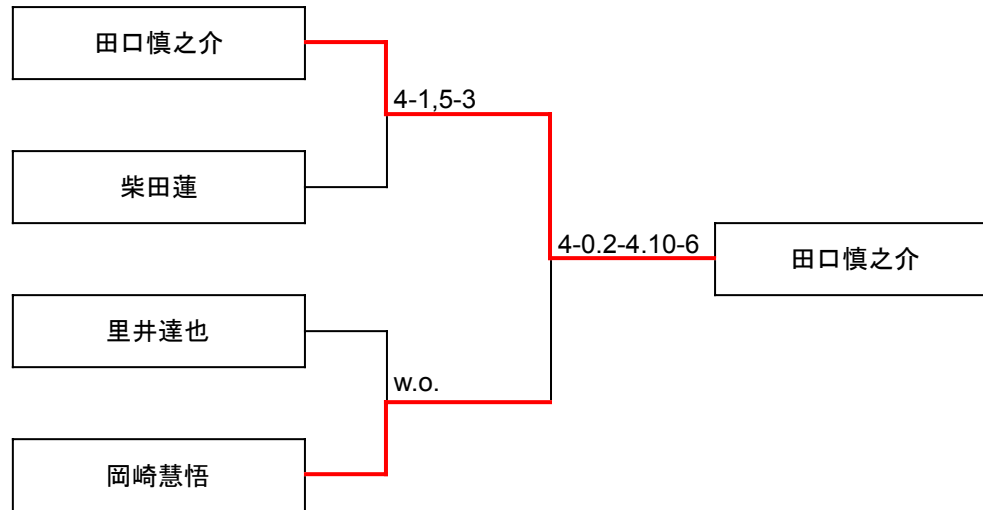 田口慎之介
4-1,5-3
柴田蓮
4-0.2-4.10-6
田口慎之介
里井達也
w.o.
岡崎慧悟